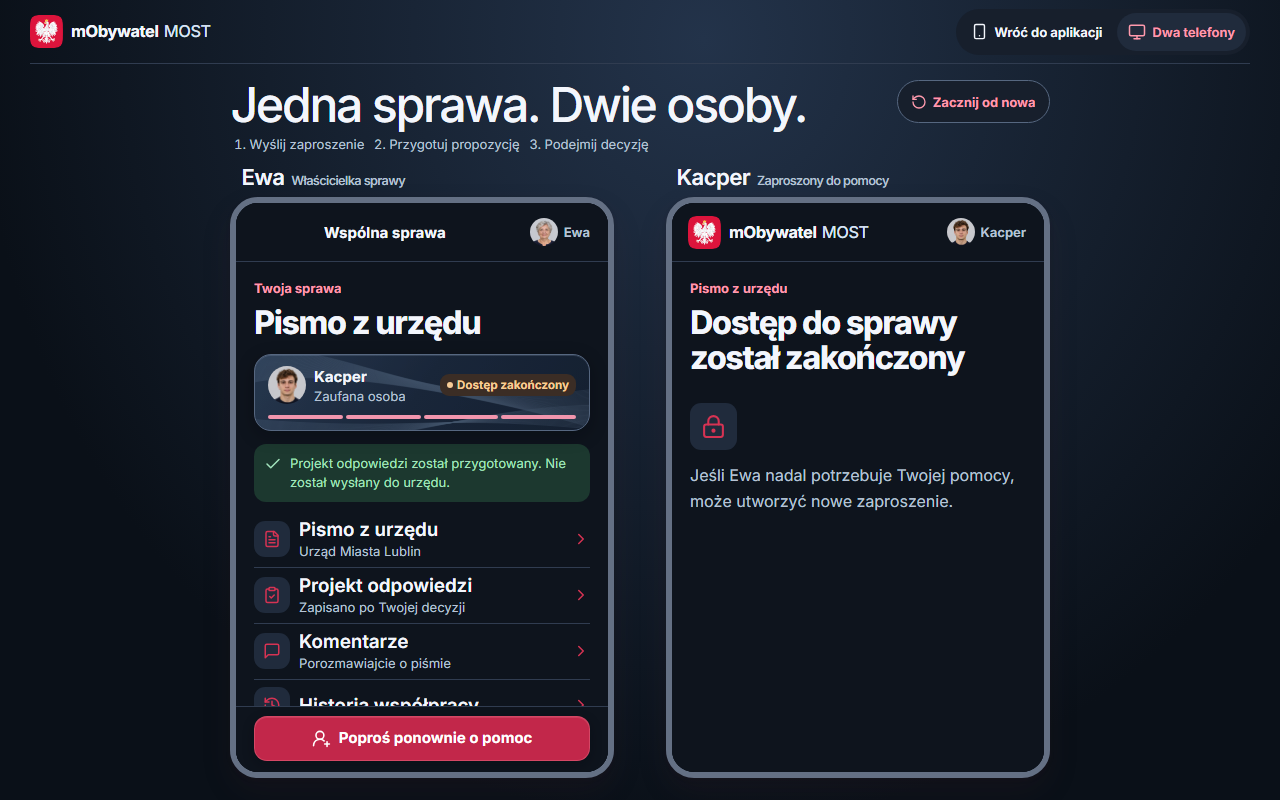 mObywatel MOST
Wróć do aplikacji
Dwa telefony
Jedna sprawa. Dwie osoby.
Zacznij od nowa
1. Wyślij zaproszenie 2. Przygotuj propozycję 3. Podejmij decyzję
Ewa Właścicielka sprawy
Wspólna sprawa
Ewa
Twoja sprawa
Pismo z urzędu
Kacper
Zaufana osoba
Dostęp zakończony
Projekt odpowiedzi został przygotowany. Nie
został wysłany do urzędu.
Pismo z urzędu
Urząd Miasta Lublin
Projekt odpowiedzi
Zapisano po Twojej decyzji
Komentarze
Porozmawiajcie o piśmie
Historia współpracy
Poproś ponownie o pomoc
Kacper Zaproszony do pomocy
mObywatel MOST
Kacper
Pismo z urzędu
Dostęp do sprawy
został zakończony
Jeśli Ewa nadal potrzebuje Twojej pomocy,
może utworzyć nowe zaproszenie.